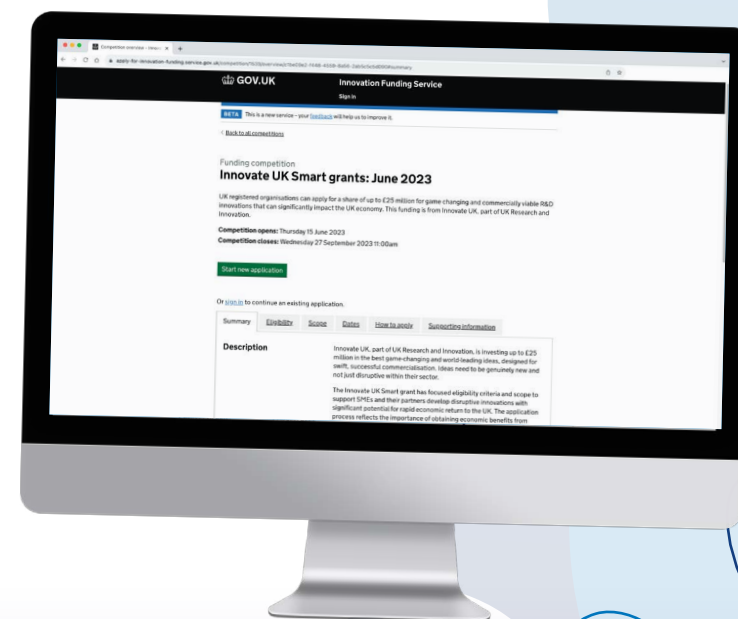 Competition overview - Innov
GOV.UK
Innovation Funding Service
Sign in
BETA This is a new service – your feedback will help us to improve it.
Back to all competitions
Funding competition
Innovate UK Smart grants: June 2023
UK registered organisations can apply for a share of up to £25 million for game changing and commercially viable R&D
innovations that can significantly impact the UK economy. This funding is from Innovate UK, part of UK Research and
Innovation.
Competition opens: Thursday 15 June 2023
Competition closes: Wednesday 27 September 2023 11:00am
Start new application
Or sign in to continue an existing application.
Summary Eligibility Scope Dates How to apply Supporting information
Description
Innovate UK, part of UK Research and Innovation, is investing up to £25
million in the best game-changing and world-leading ideas, designed for
swift, successful commercialisation. Ideas need to be genuinely new and
not just disruptive within their sector.
The Innovate UK Smart grant has focused eligibility criteria and scope to
support SMEs and their partners develop disruptive innovations with
significant potential for rapid economic return to the UK. The application
process reflects the importance of obtaining economic benefits from